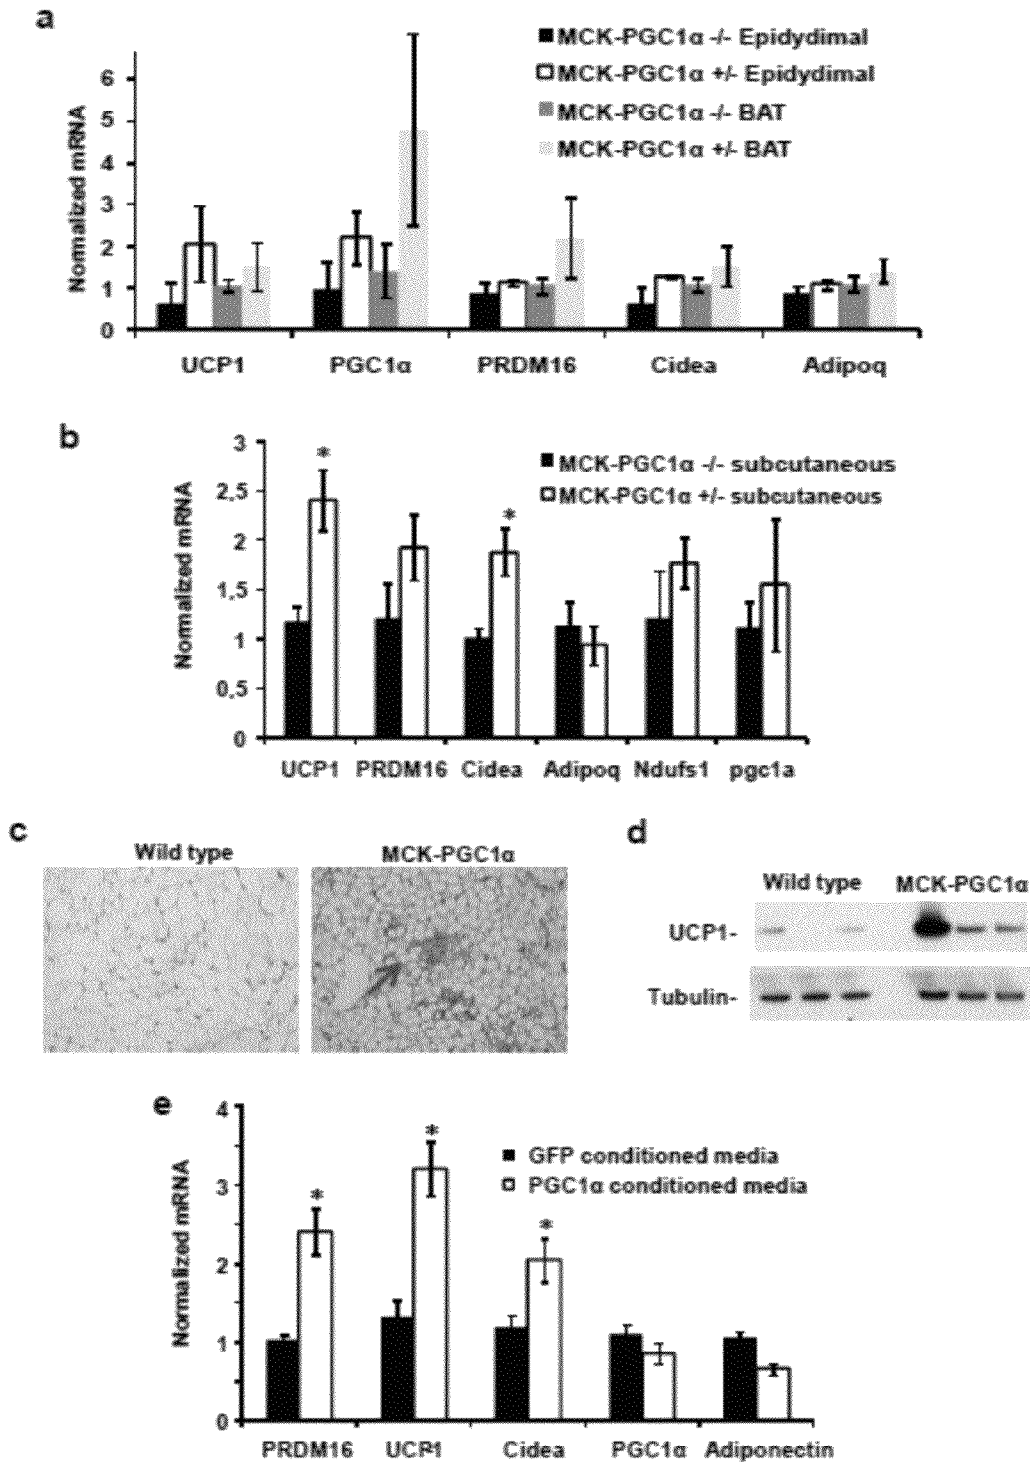 a
MCK-PGC1α -/- Epidydimal
MCK-PGC1α +/- Epidydimal
MCK-PGC1α -/- BAT
MCK-PGC1α +/- BAT
Normalized mRNA
6
5
4
3
2
1
0
UCP1 PGC1α PRDM16 Cidea Adipoq
b
MCK-PGC1α -/- subcutaneous
MCK-PGC1α +/- subcutaneous
Normalized mRNA
3
2,5
2
1,5
1
0,5
0
* *
UCP1 PRDM16 Cidea Adipoq Ndufs1 pgc1a
c
Wild type MCK-PGC1α
d
Wild type MCK-PGC1α
UCP1-
Tubulin-
e
GFP conditioned media
PGC1α conditioned media
Normalized mRNA
4
3
2
1
0
* * *
PRDM16 UCP1 Cidea PGC1α Adiponectin